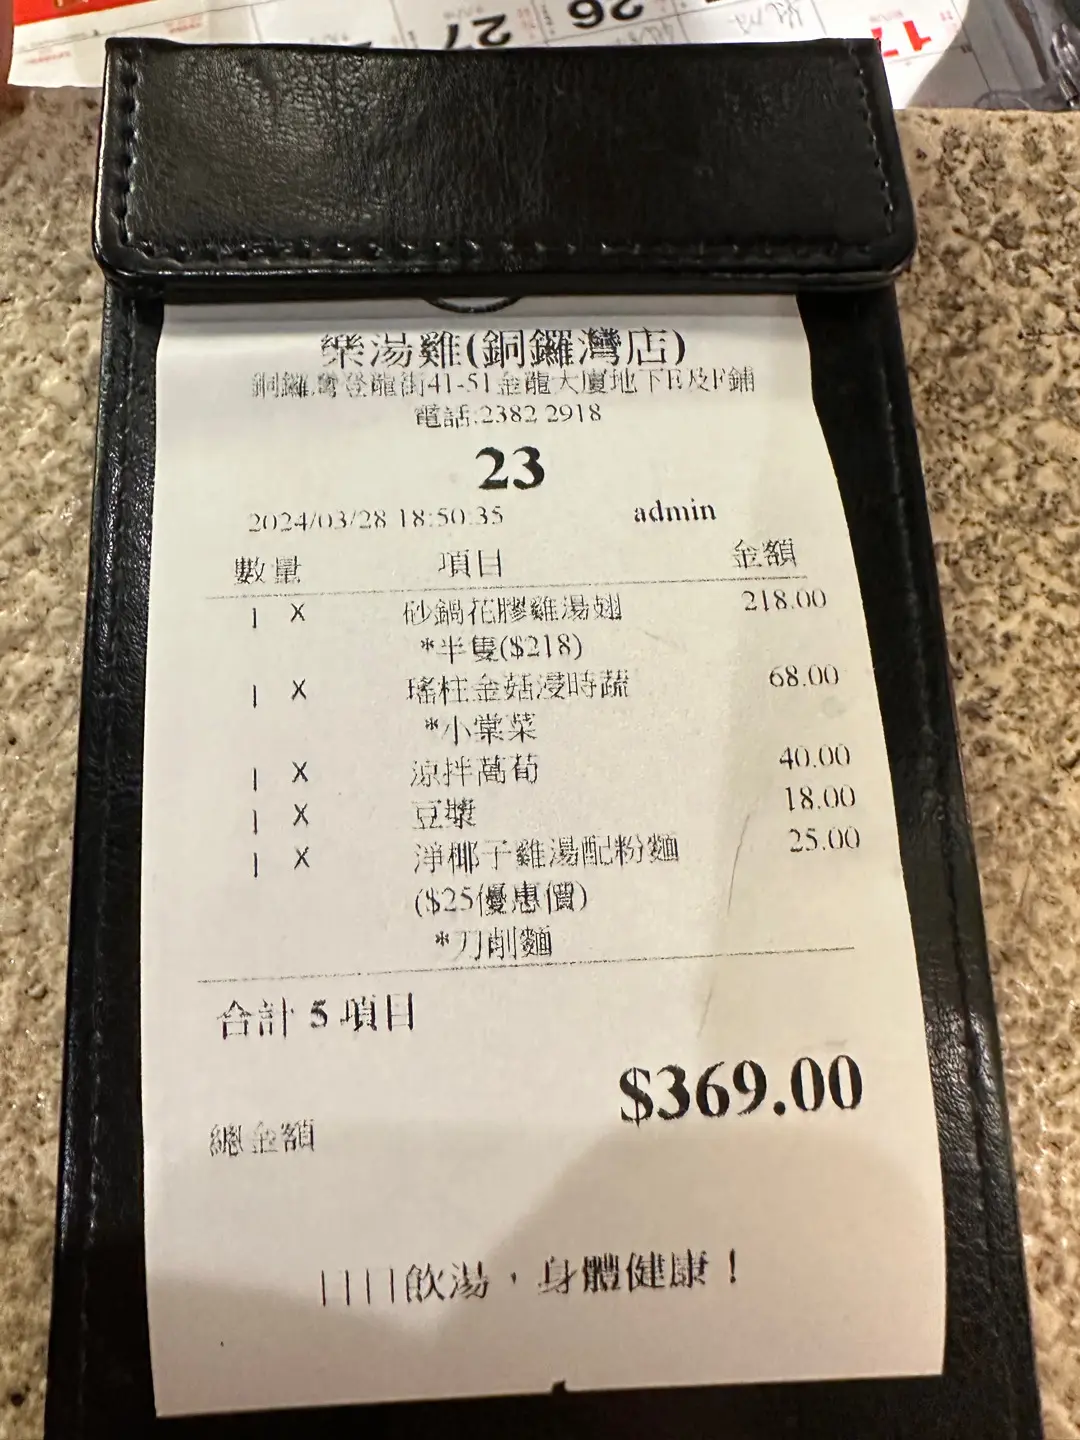 17
26
27
樂湯雞(銅鑼灣店)
銅鑼灣登龍街41-51金龍大廈地下E及F鋪
電話:2382 2918
23
2024/03/28 18:50:35 admin
數量 項目 金額
1 X 砂鍋花膠雞湯翅 218.00
*半隻($218)
1 X 瑤柱金菇浸時蔬 68.00
*小棠菜
1 X 涼拌萵荀 40.00
1 X 豆漿 18.00
1 X 淨椰子雞湯配粉麵 25.00
($25優惠價)
*刀削麵
合計 5 項目
$369.00
總金額
飲湯，身體健康！